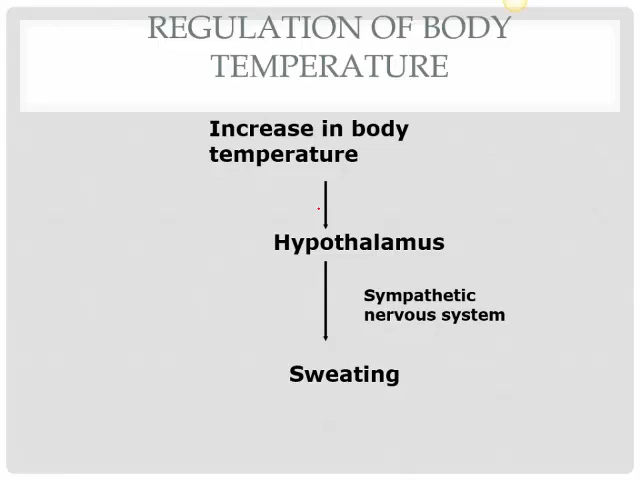 REGULATION OF BODY
TEMPERATURE
Increase in body
temperature
Hypothalamus
Sympathetic
nervous system
Sweating